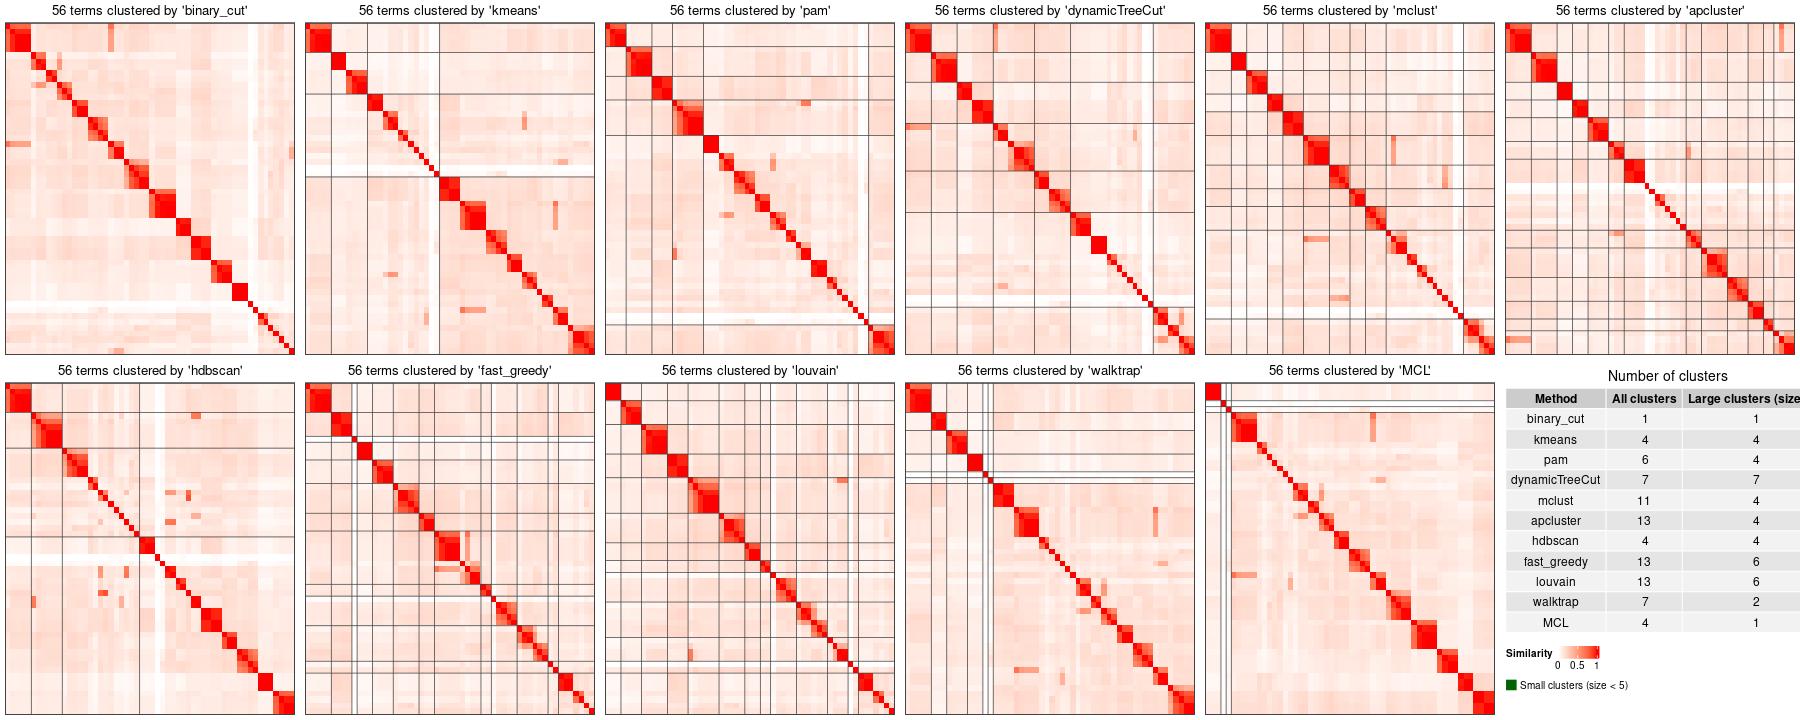 56 terms clustered by 'binary_cut'
56 terms clustered by 'kmeans'
56 terms clustered by 'pam'
56 terms clustered by 'dynamicTreeCut'
56 terms clustered by 'mclust'
56 terms clustered by 'apcluster'
56 terms clustered by 'hdbscan'
56 terms clustered by 'fast_greedy'
56 terms clustered by 'louvain'
56 terms clustered by 'walktrap'
56 terms clustered by 'MCL'
Number of clusters
Method All clusters Large clusters (size
binary_cut 1 1
kmeans 4 4
pam 6 4
dynamicTreeCut 7 7
mclust 11 4
apcluster 13 4
hdbscan 4 4
fast_greedy 13 6
louvain 13 6
walktrap 7 2
MCL 4 1
Similarity
0 0.5 1
Small clusters (size < 5)